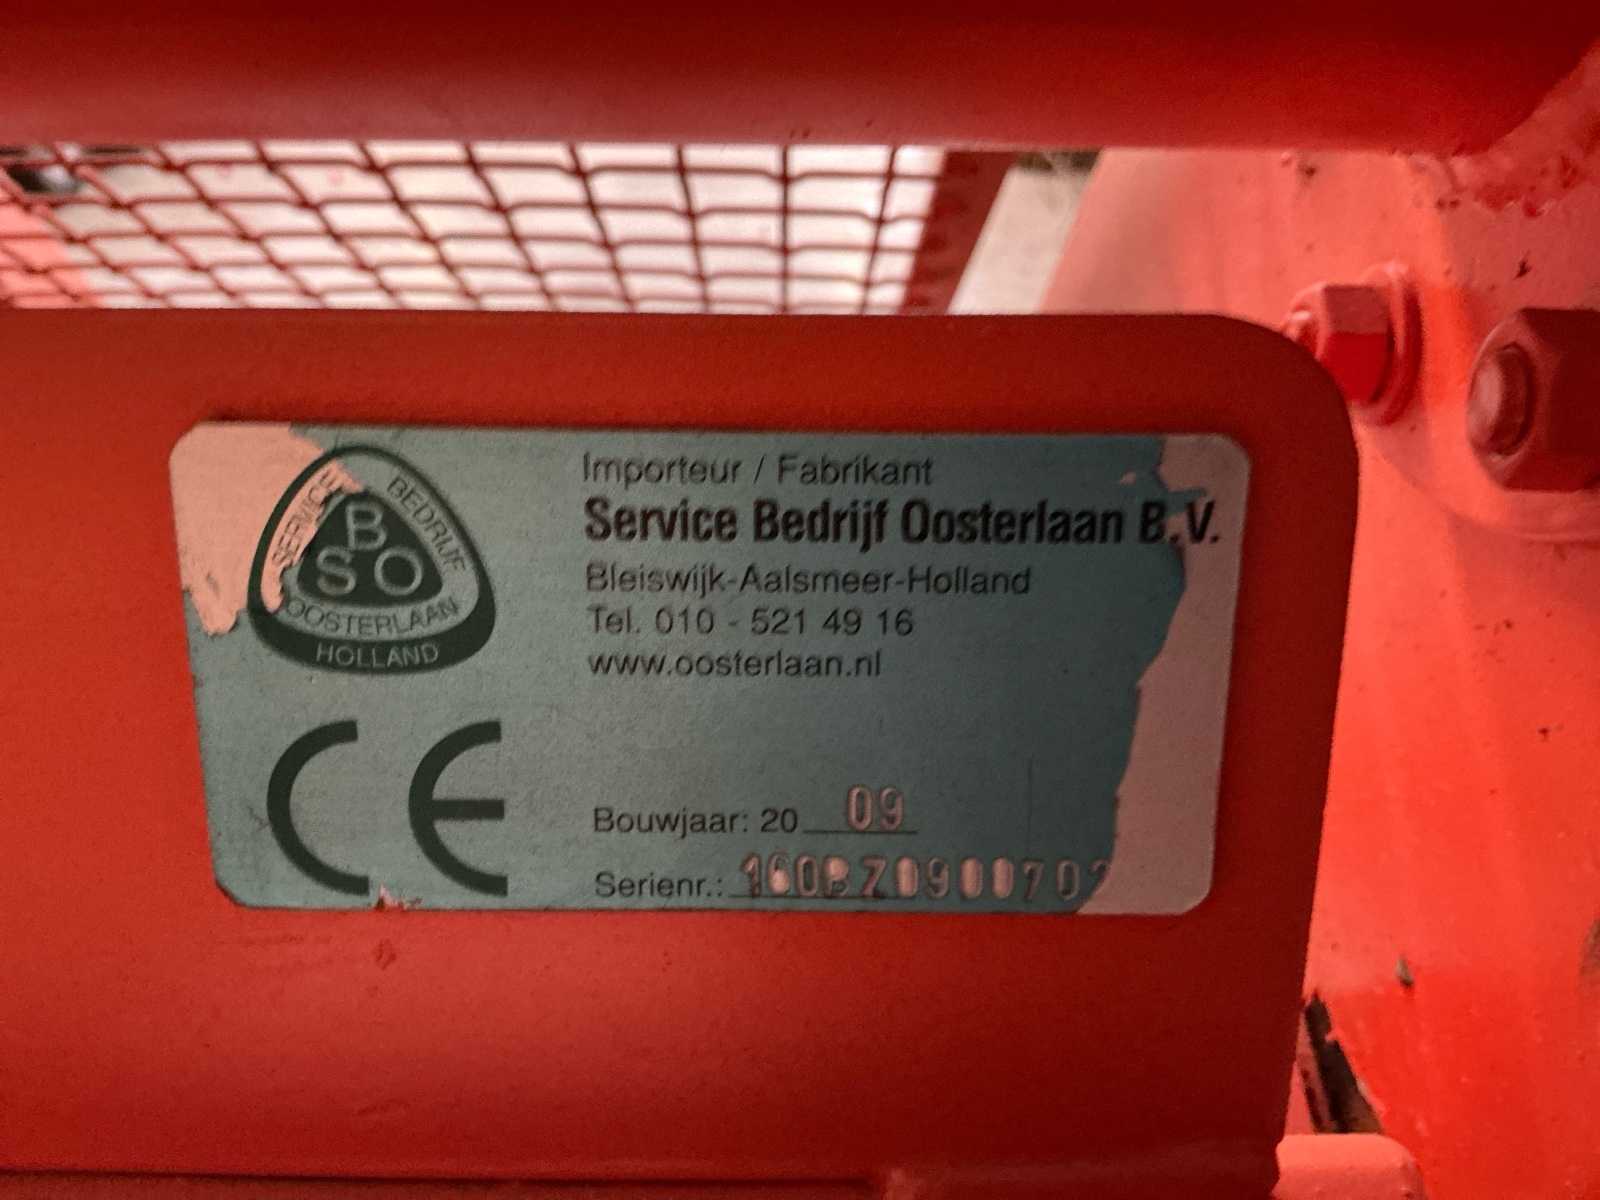 SERVICE BEDRIJF
B
SO
OOSTERLAAN
HOLLAND
CE
Importeur / Fabrikant
Service Bedrijf Oosterlaan B.V.
Bleiswijk-Aalsmeer-Holland
Tel. 010 - 521 49 16
www.oosterlaan.nl
Bouwjaar: 20 09
Serienr.: